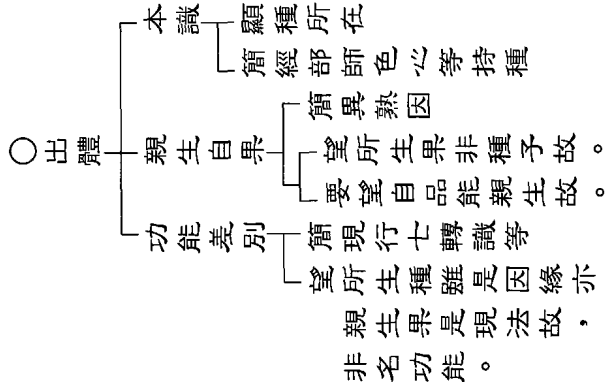 ○出體
本識
顯種所在
簡經部師色心等持種
親生自果
簡異熟因
望所生果非種子故。
要望自品能親生故。
功能差別
簡現行七轉識等
望所生種雖是因緣亦
親生果是現法故，
非名功能。